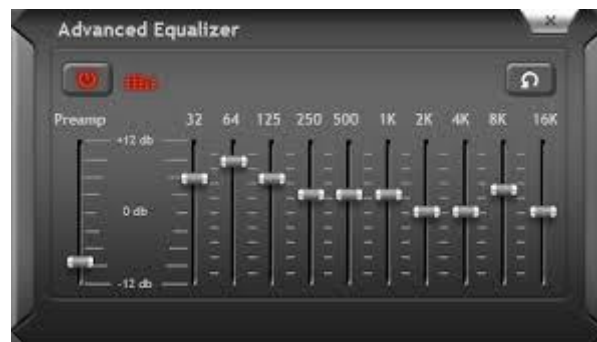 Advanced Equalizer
Preamp 32 64 125 250 500 1K 2K 4K 8K 16K
+12 db
0 db
-12 db